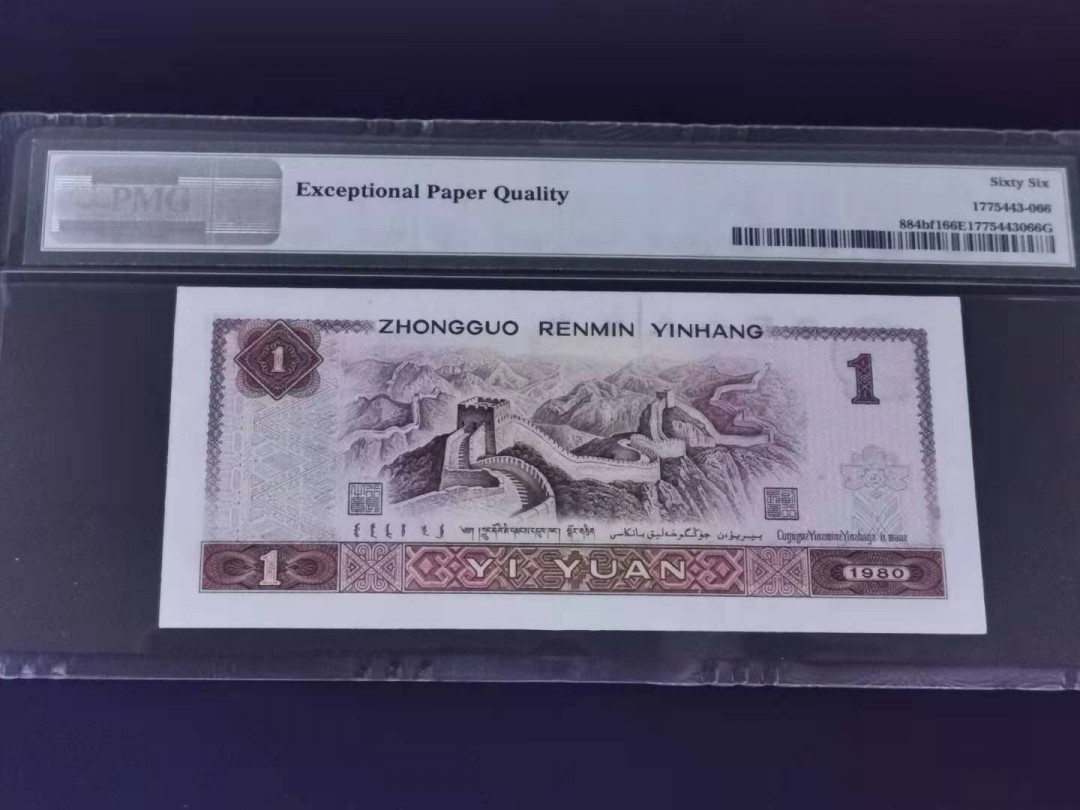 PMG
Exceptional Paper Quality
Sixty Six
1775443-066
884bf166E1775443066G
ZHONGGUO RENMIN YINHANG
1
1
1
YI YUAN
1980